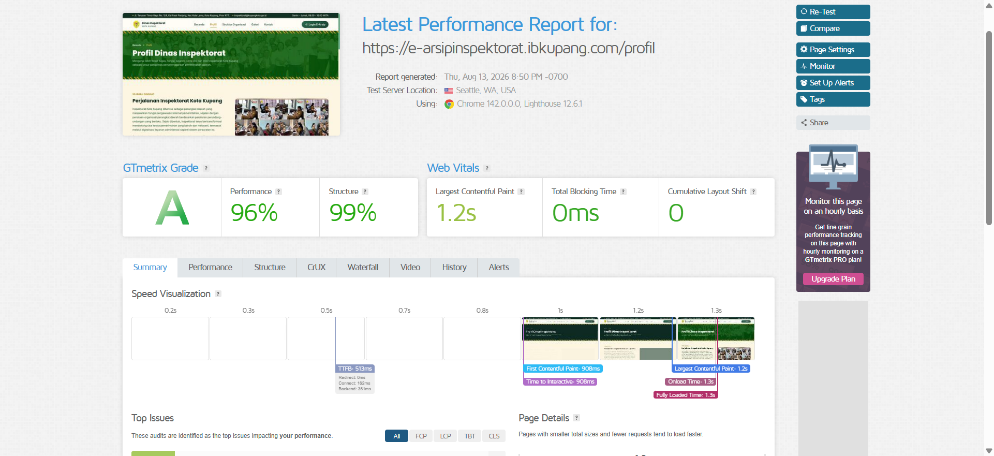 Latest Performance Report for:
https://e-arsipinspektorat.ibkupang.com/profil
Report generated: Thu, Aug 13, 2026 8:50 PM -0700
Test Server Location: Seattle, WA, USA
Using: Chrome 142.0.0.0, Lighthouse 12.6.1
Profil Dinas Inspektorat
Perjalanan Inspektorat Kota Kupang
Re-Test
Compare
Page Settings
Monitor
Set Up Alerts
Tags
Share
Monitor this page
on an hourly basis
Get fine grain
performance tracking
on this page with
hourly monitoring on a
GTmetrix PRO plan!
Upgrade Plan
GTmetrix Grade ?
A
Performance ?
96%
Structure ?
99%
Web Vitals ?
Largest Contentful Paint ?
1.2s
Total Blocking Time ?
0ms
Cumulative Layout Shift ?
0
Summary Performance Structure CrUX Waterfall Video History Alerts
Speed Visualization ?
0.2s 0.3s 0.5s 0.7s 0.8s 1s 1.2s 1.3s
TTFB: 513ms
First Contentful Paint: 908ms
Time to Interactive: 908ms
Largest Contentful Paint: 1.2s
Onload Time: 1.3s
Fully Loaded Time: 1.3s
Top Issues
These audits are identified as the top issues impacting your performance.
All FCP LCP TBT CLS
Page Details ?
Pages with smaller total sizes and fewer requests tend to load faster.